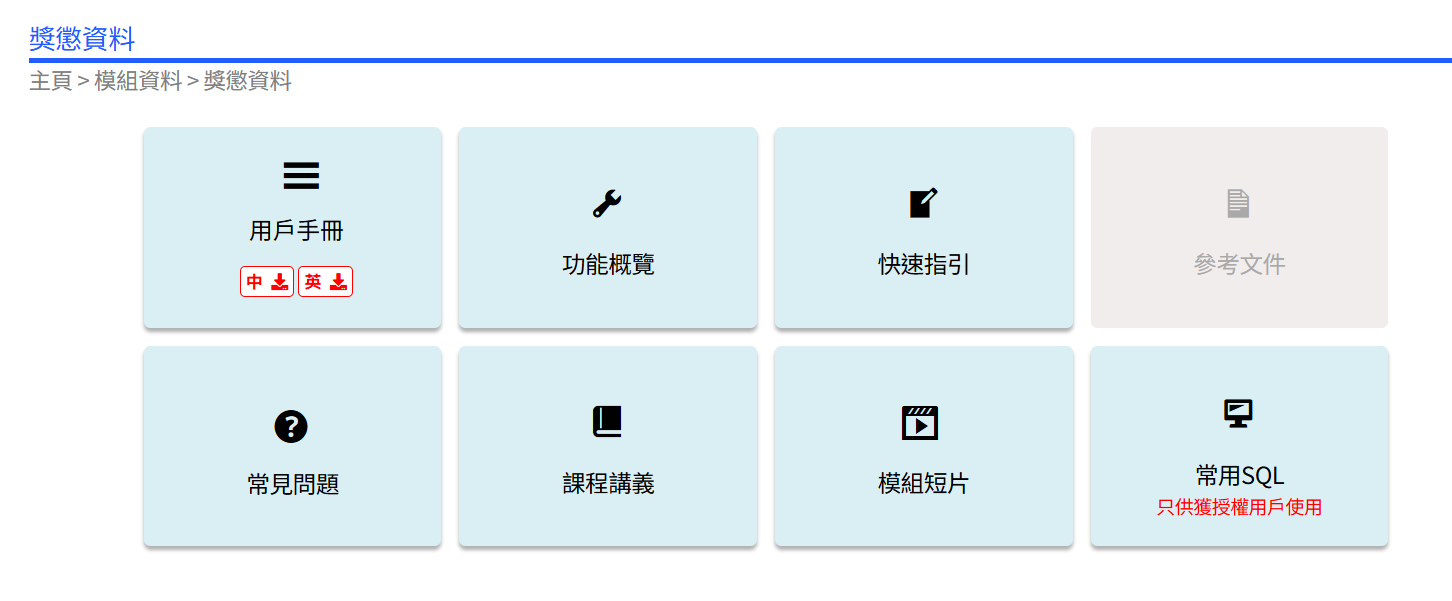 獎懲資料
主頁 > 模組資料 > 獎懲資料
用戶手冊
中 英
功能概覽
快速指引
參考文件
常見問題
課程講義
模組短片
常用SQL
只供獲授權用戶使用